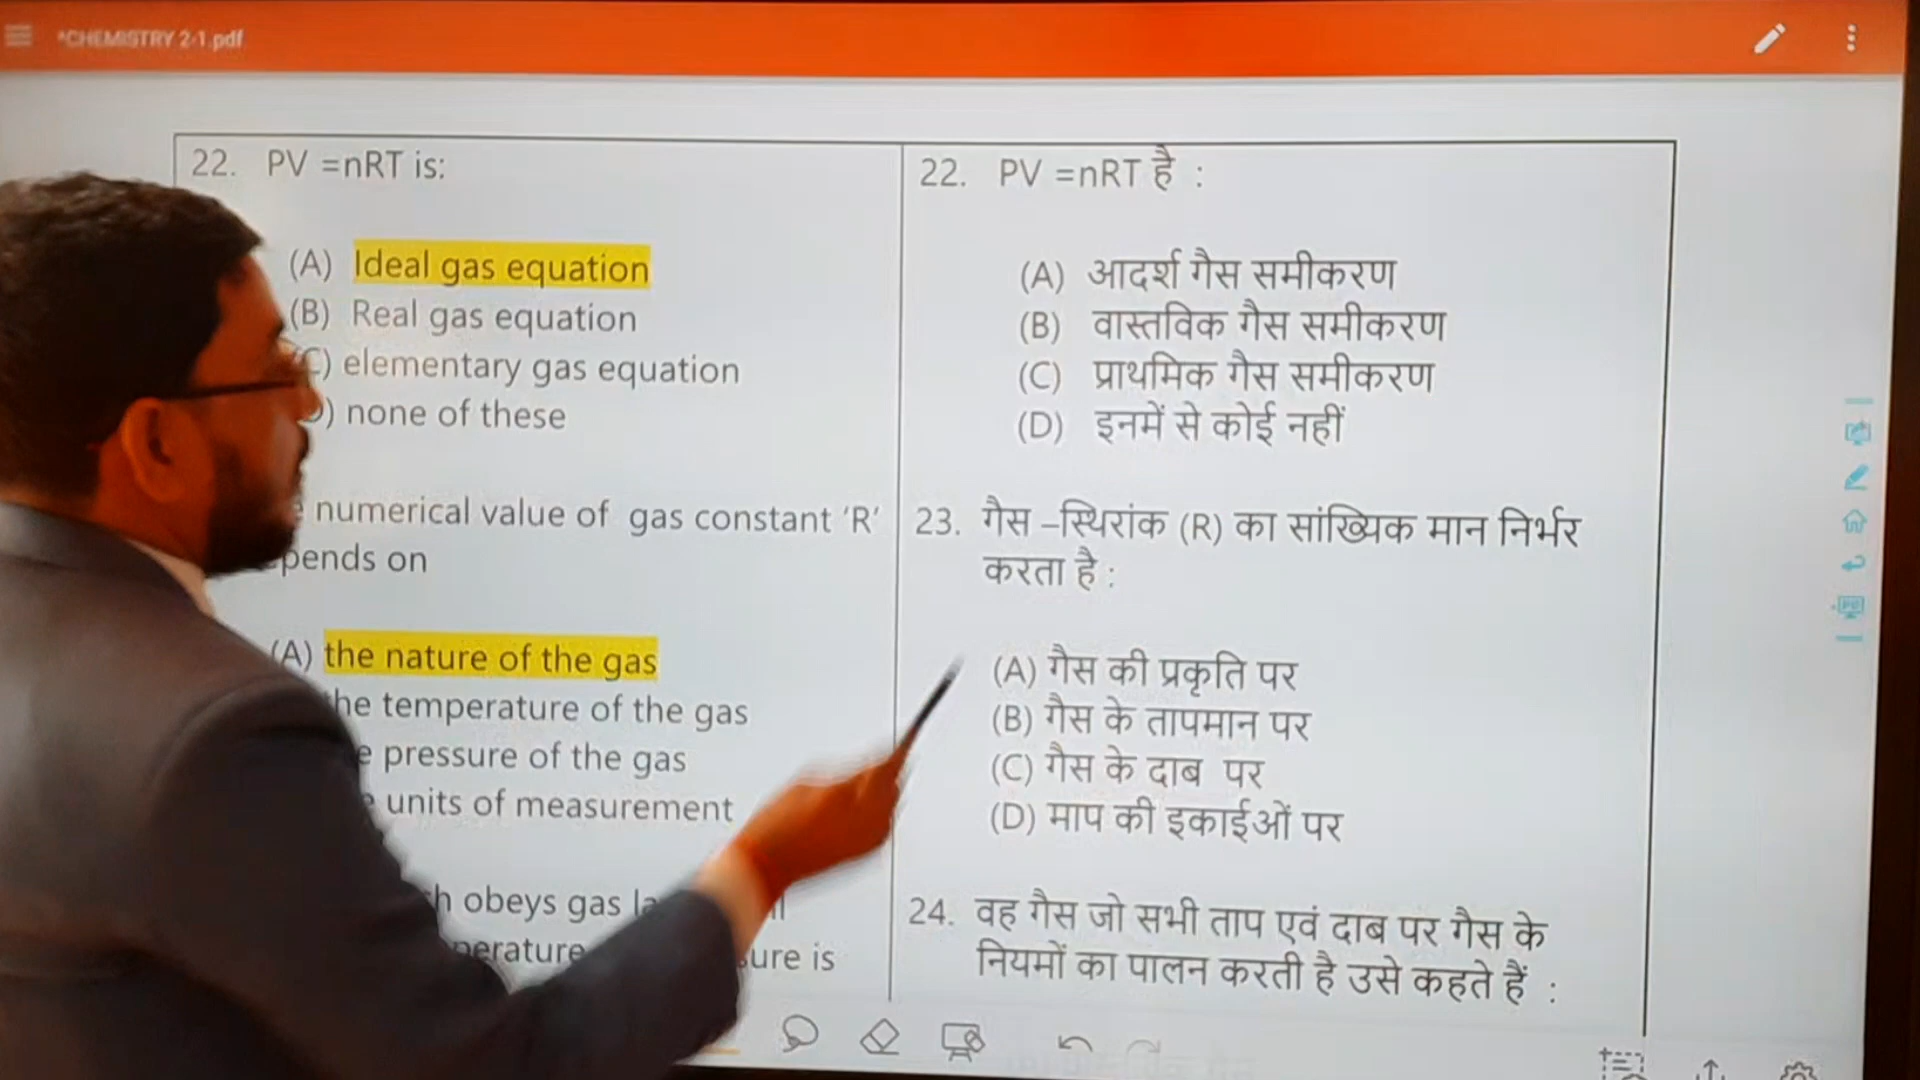 *CHEMISTRY 2-1.pdf
22. PV =nRT is:
(A) Ideal gas equation
(B) Real gas equation
C) elementary gas equation
) none of these
numerical value of gas constant ‘R’
pends on
(A) the nature of the gas
he temperature of the gas
e pressure of the gas
units of measurement
h obeys gas la
perature
sure is
22. PV =nRT है :
(A) आदर्श गैस समीकरण
(B) वास्तविक गैस समीकरण
(C) प्राथमिक गैस समीकरण
(D) इनमें से कोई नहीं
23. गैस –स्थिरांक (R) का सांख्यिक मान निर्भर
करता है :
(A) गैस की प्रकृति पर
(B) गैस के तापमान पर
(C) गैस के दाब पर
(D) माप की इकाईओं पर
24. वह गैस जो सभी ताप एवं दाब पर गैस के
नियमों का पालन करती है उसे कहते हैं :